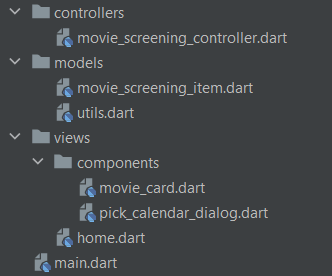 controllers
movie_screening_controller.dart
models
movie_screening_item.dart
utils.dart
views
components
movie_card.dart
pick_calendar_dialog.dart
home.dart
main.dart